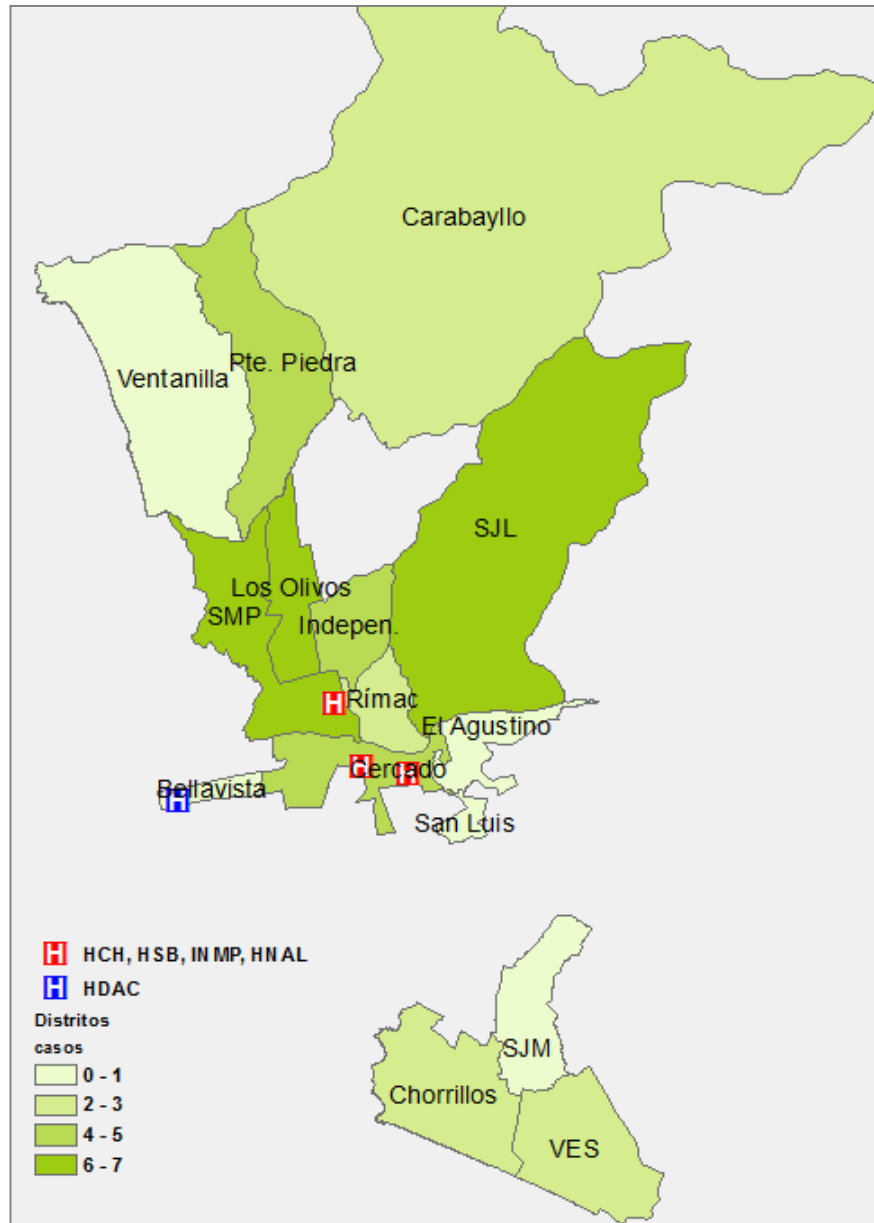 Carabayllo
Pte. Piedra
Ventanilla
SJL
Los Olivos
SMP
Indepen.
Rímac
El Agustino
Cercado
Bellavista
San Luis
H
H
H
H
H HCH, HSB, INMP, HNAL
H HDAC
Distritos
casos
0 - 1
2 - 3
4 - 5
6 - 7
SJM
Chorrillos
VES